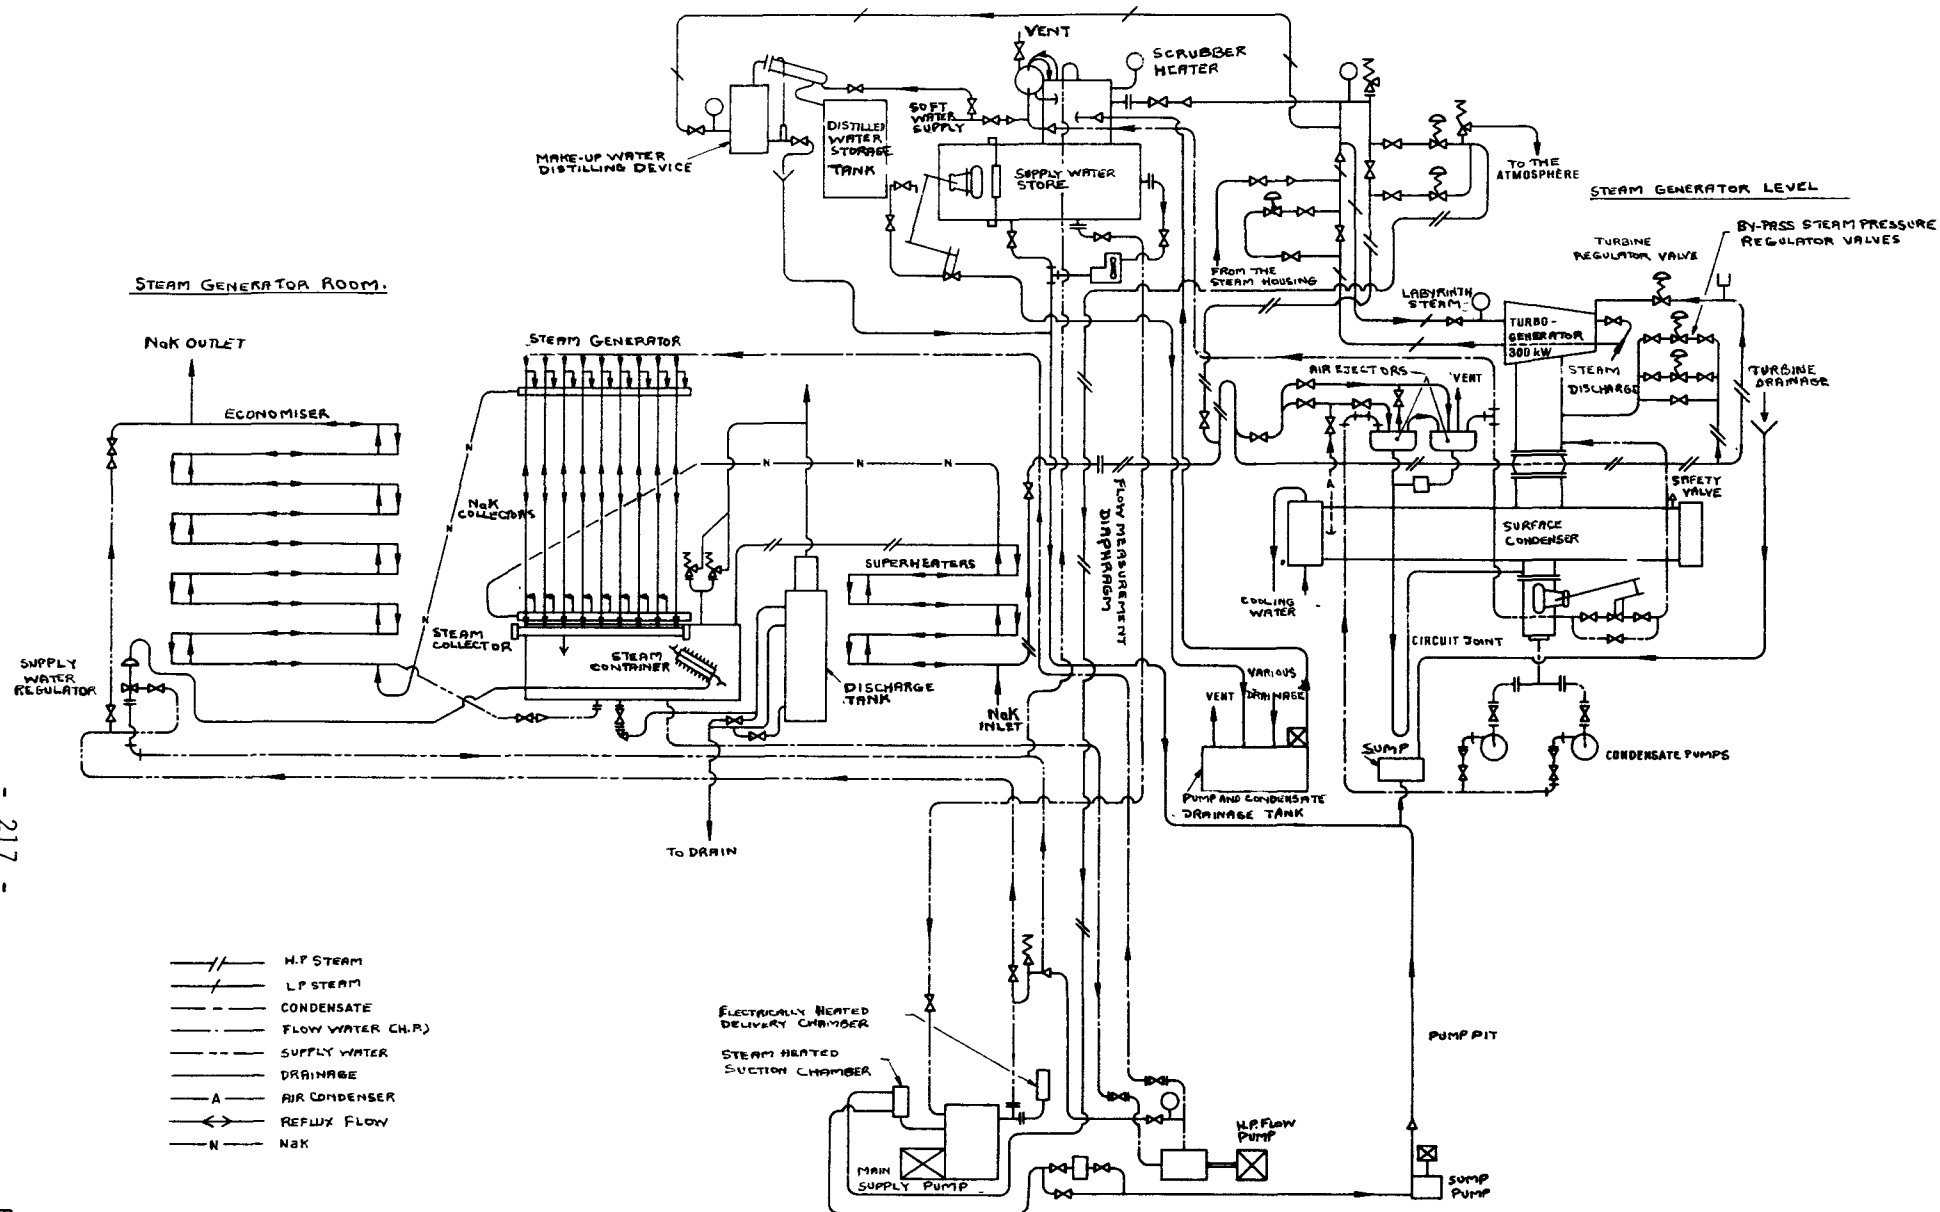 VENT
SCRUBBER
HEATER
SOFT
WATER
SUPPLY
DISTILLED
WATER
STORAGE
TANK
MAKE-UP WATER
DISTILLING DEVICE
SUPPLY WATER
STORE
TO THE
ATMOSPHÈRE
STEAM GENERATOR LEVEL
BY-PASS STEAM PRESSURE
REGULATOR VALVES
TURBINE
REGULATOR VALVE
FROM THE
STEAM HOUSING
LABYRINTH
STEAM
TURBO-
GENERATOR
300 kW
STEAM
DISCHARGE
TURBINE
DRAINAGE
AIR EJECTORS
VENT
STEAM GENERATOR ROOM.
NaK OUTLET
STEAM GENERATOR
ECONOMISER
N
N
N
N
N
N
NaK
COLLECTORS
FLOW MEASUREMENT
DIAPHRAGM
A
SAFETY
VALVE
SURFACE
CONDENSER
SUPERHEATERS
COOLING
WATER
STEAM
COLLECTOR
STEAM
CONTAINER
CIRCUIT JOINT
SUPPLY
WATER
REGULATOR
DISCHARGE
TANK
NaK
INLET
VARIOUS
DRAINAGE
VENT
SUMP
CONDENSATE PUMPS
PUMP AND CONDENSATE
DRAINAGE TANK
TO DRAIN
- 217 -
H.P STEAM
L.P STEAM
CONDENSATE
FLOW WATER (H.P.)
SUPPLY WATER
DRAINAGE
A AIR CONDENSER
REFLUX FLOW
N NaK
ELECTRICALLY HEATED
DELIVERY CHAMBER
STEAM HEATED
SUCTION CHAMBER
PUMP PIT
H.P. FLOW
PUMP
MAIN
SUPPLY PUMP
SUMP
PUMP